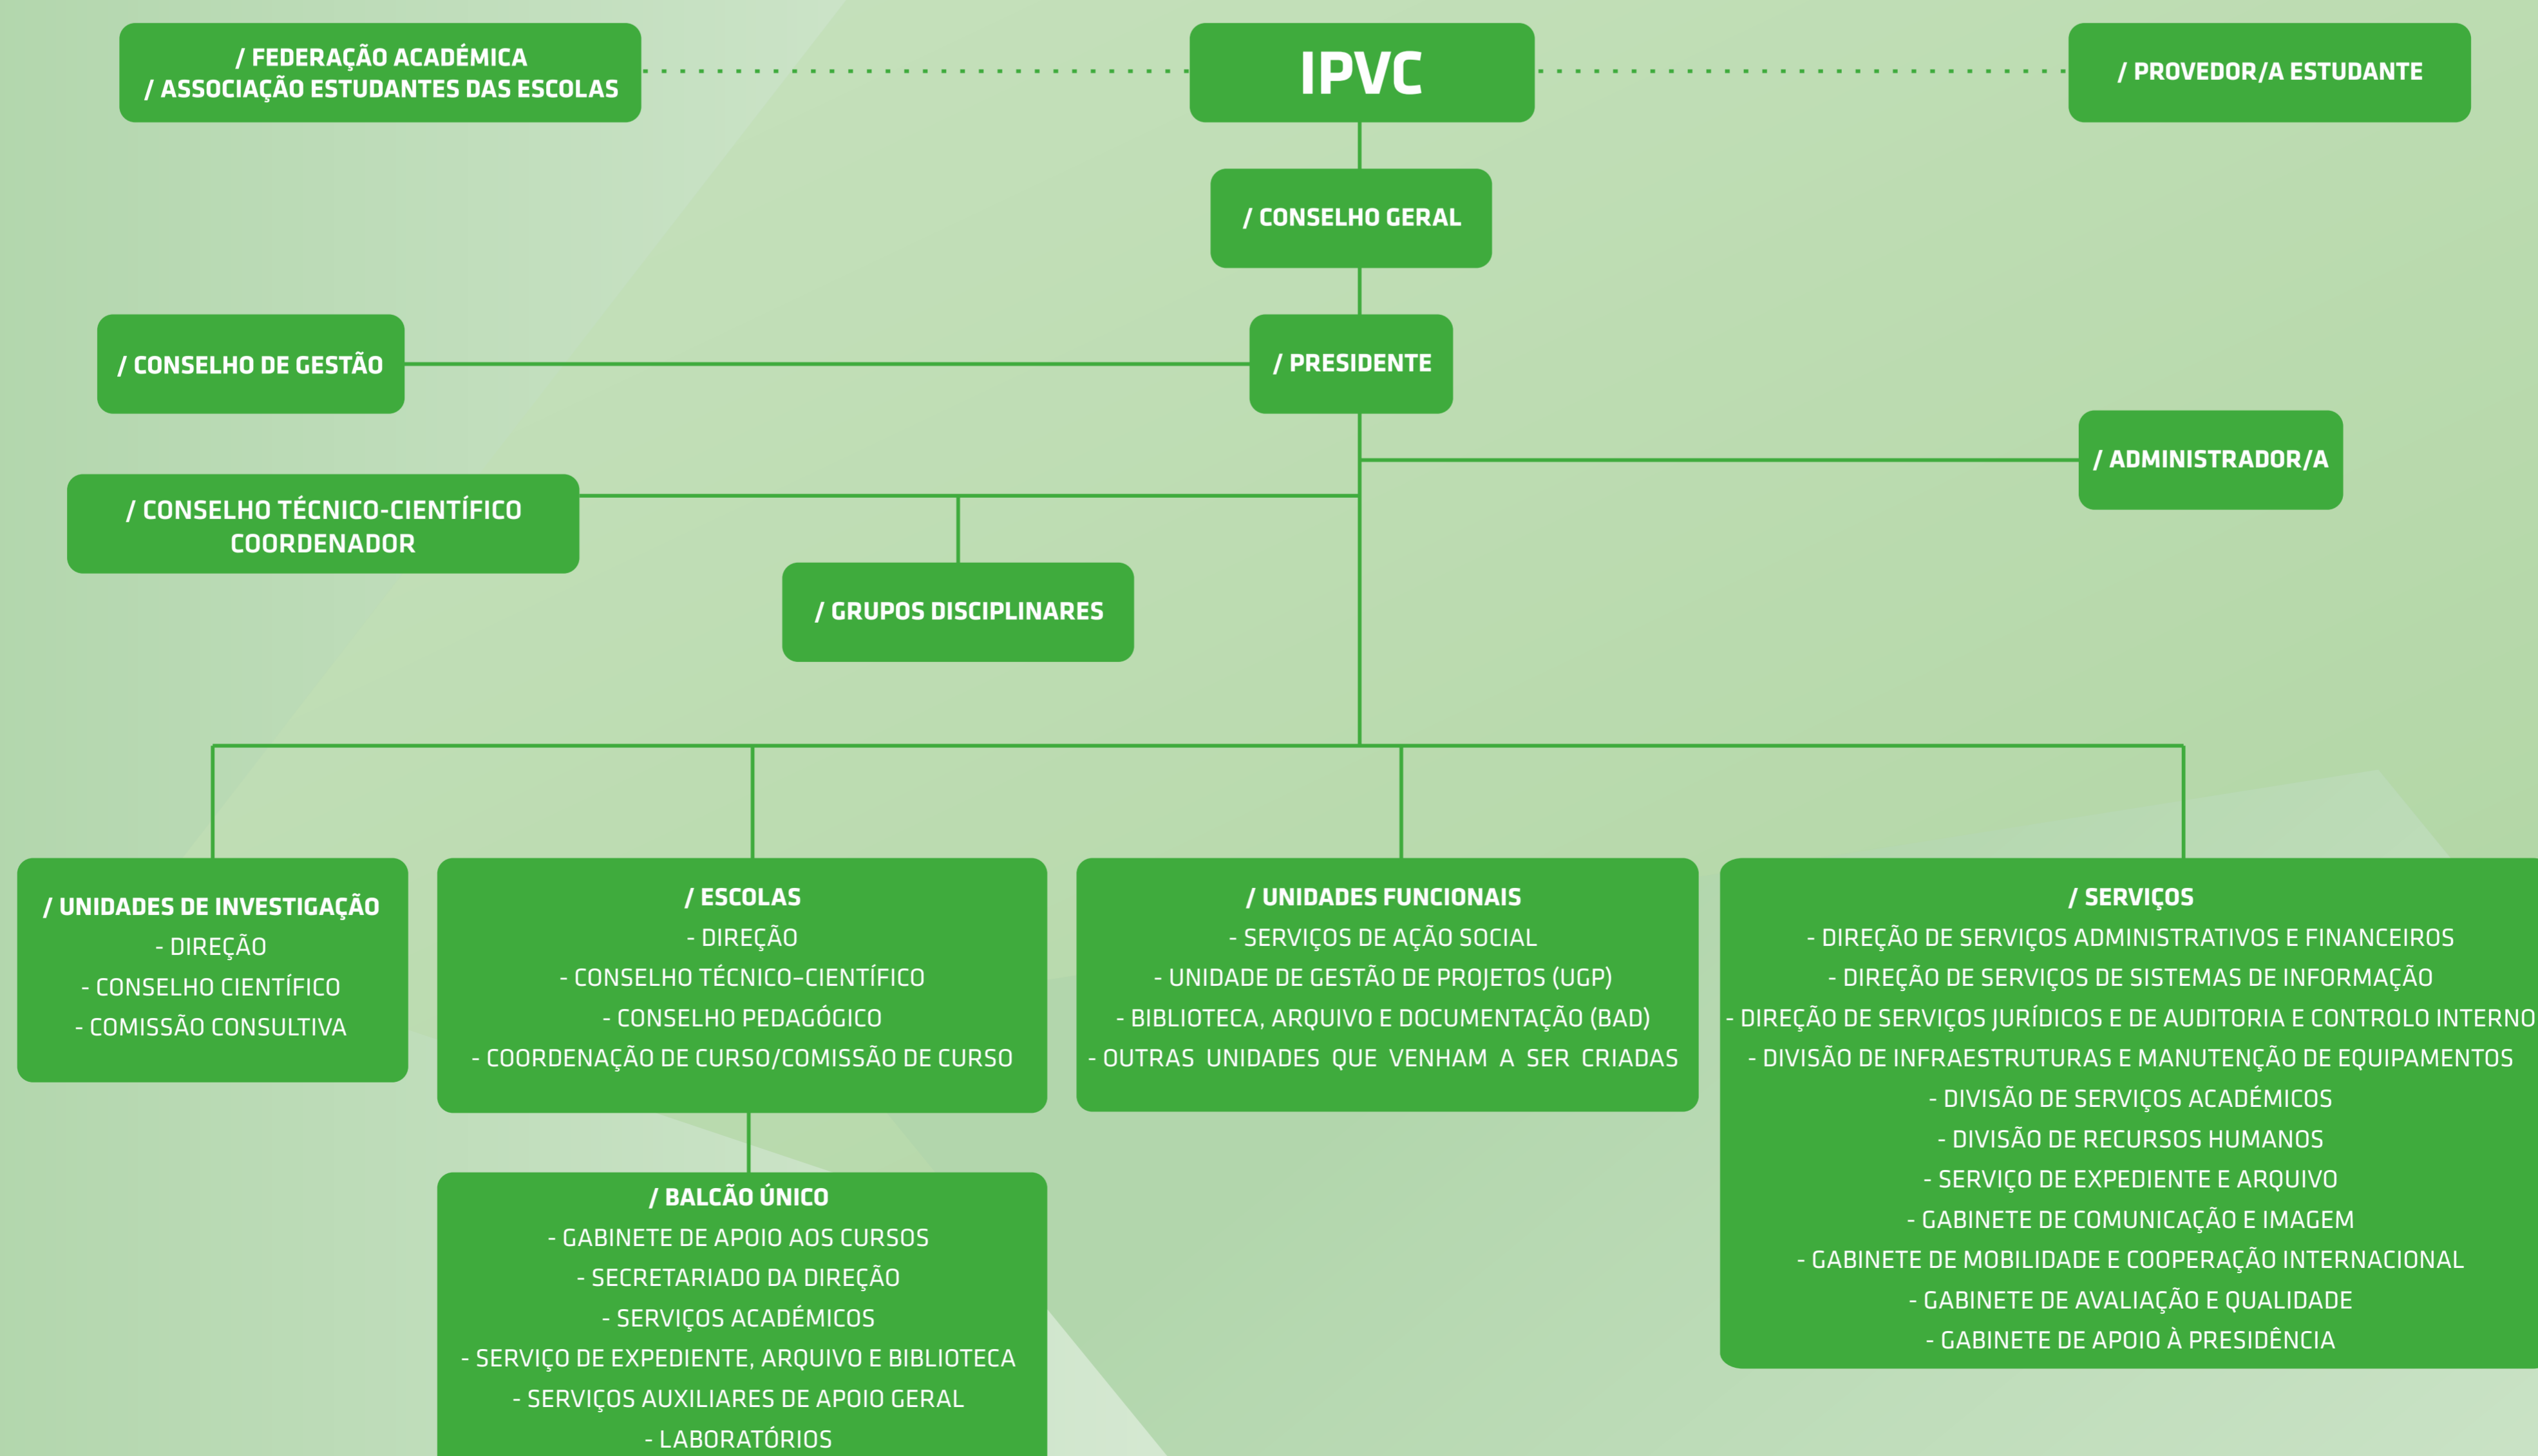 / FEDERAÇÃO ACADÉMICA
/ ASSOCIAÇÃO ESTUDANTES DAS ESCOLAS
IPVC
/ PROVEDOR/A ESTUDANTE
/ CONSELHO GERAL
/ CONSELHO DE GESTÃO
/ PRESIDENTE
/ ADMINISTRADOR/A
/ CONSELHO TÉCNICO-CIENTÍFICO
COORDENADOR
/ GRUPOS DISCIPLINARES
/ UNIDADES DE INVESTIGAÇÃO
- DIREÇÃO
- CONSELHO CIENTÍFICO
- COMISSÃO CONSULTIVA
/ ESCOLAS
- DIREÇÃO
- CONSELHO TÉCNICO-CIENTÍFICO
- CONSELHO PEDAGÓGICO
- COORDENAÇÃO DE CURSO/COMISSÃO DE CURSO
/ BALCÃO ÚNICO
- GABINETE DE APOIO AOS CURSOS
- SECRETARIADO DA DIREÇÃO
- SERVIÇOS ACADÉMICOS
- SERVIÇO DE EXPEDIENTE, ARQUIVO E BIBLIOTECA
- SERVIÇOS AUXILIARES DE APOIO GERAL
- LABORATÓRIOS
/ UNIDADES FUNCIONAIS
- SERVIÇOS DE AÇÃO SOCIAL
- UNIDADE DE GESTÃO DE PROJETOS (UGP)
- BIBLIOTECA, ARQUIVO E DOCUMENTAÇÃO (BAD)
- OUTRAS UNIDADES QUE VENHAM A SER CRIADAS
/ SERVIÇOS
- DIREÇÃO DE SERVIÇOS ADMINISTRATIVOS E FINANCEIROS
- DIREÇÃO DE SERVIÇOS DE SISTEMAS DE INFORMAÇÃO
- DIREÇÃO DE SERVIÇOS JURÍDICOS E DE AUDITORIA E CONTROLO INTERNO
- DIVISÃO DE INFRAESTRUTURAS E MANUTENÇÃO DE EQUIPAMENTOS
- DIVISÃO DE SERVIÇOS ACADÉMICOS
- DIVISÃO DE RECURSOS HUMANOS
- SERVIÇO DE EXPEDIENTE E ARQUIVO
- GABINETE DE COMUNICAÇÃO E IMAGEM
- GABINETE DE MOBILIDADE E COOPERAÇÃO INTERNACIONAL
- GABINETE DE AVALIAÇÃO E QUALIDADE
- GABINETE DE APOIO À PRESIDÊNCIA